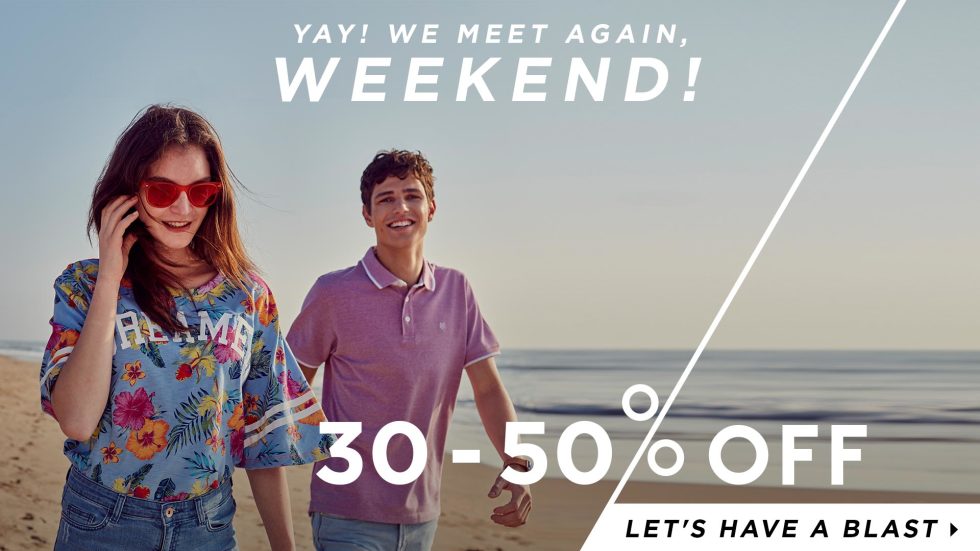 YAY! WE MEET AGAIN,
WEEKEND!
30-50% OFF
LET'S HAVE A BLAST